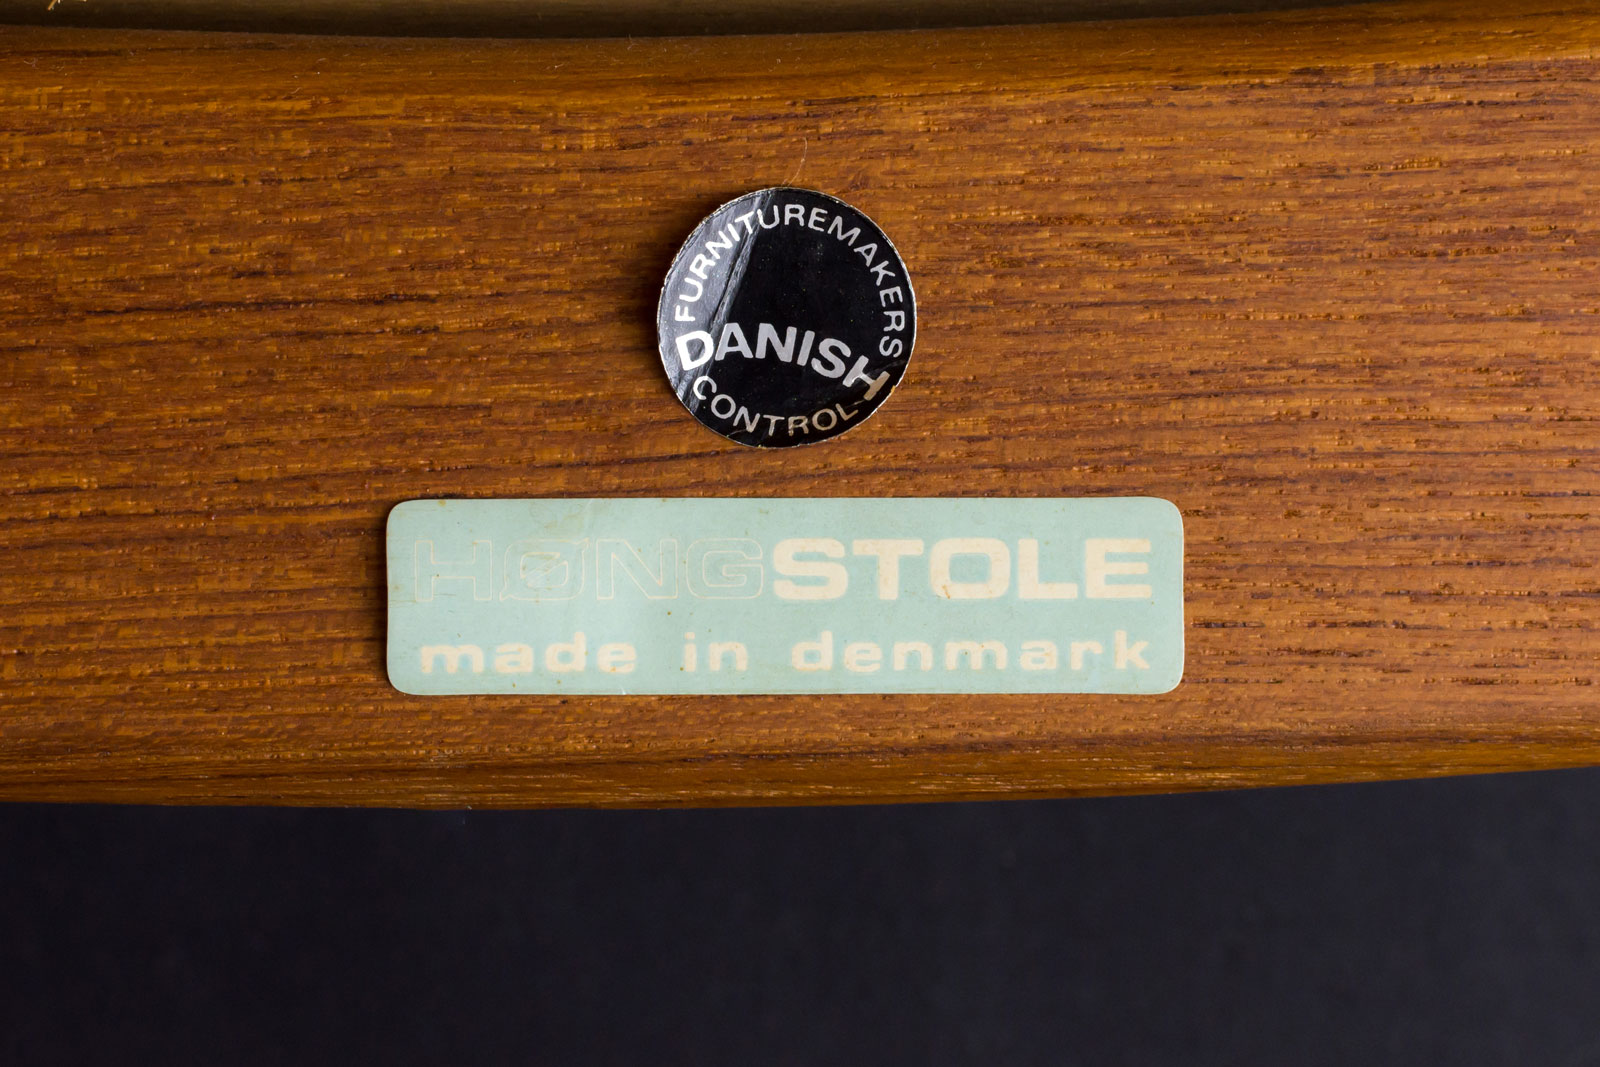 FURNITUREMAKERS
DANISH
CONTROL
HØNGSTOLE
made in denmark